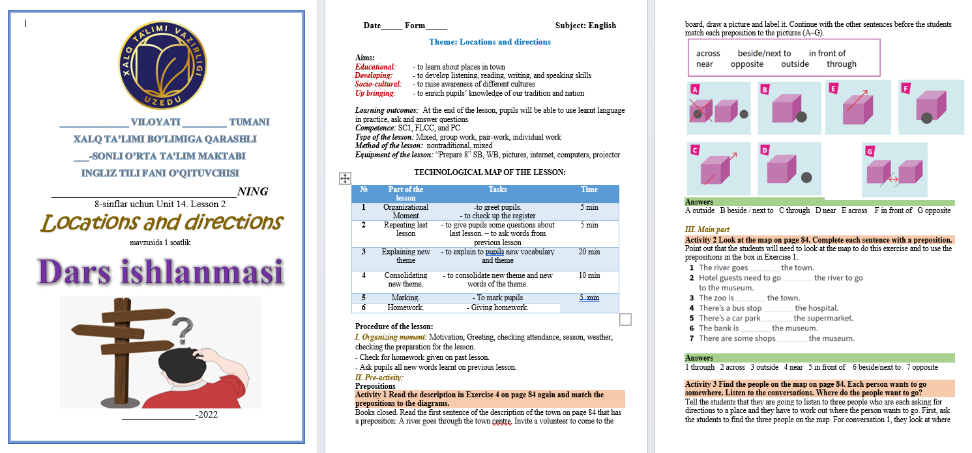 XALQ TA'LIMI VAZIRLIGI
UZEDU
____________ VILOYATI ________ TUMANI
XALQ TA'LIMI BO'LIMIGA QARASHLI
___-SONLI O'RTA TA'LIM MAKTABI
INGLIZ TILI FANI O'QITUVCHISI
______________________________NING
8-sinflar uchun Unit 14. Lesson 2
Locations and directions
mavzusida 1 soatlik
Dars ishlanmasi
?
______________-2022
Date_____ Form____ Subject: English
Theme: Locations and directions
Aims:
Educational: - to learn about places in town
Developing: - to develop listening, reading, writing, and speaking skills
Socio-cultural: - to raise awareness of different cultures
Up bringing: - to enrich pupils' knowledge of our tradition and nation
Learning outcomes: At the end of the lesson, pupils will be able to use learnt language
in practice, ask and answer questions
Competence: SC1, FLCC, and PC
Type of the lesson: Mixed, group work, pair-work, individual work
Method of the lesson: nontraditional, mixed
Equipment of the lesson: "Prepare 8" SB, WB, pictures, internet, computers, projector
TECHNOLOGICAL MAP OF THE LESSON:
№ Part of the lesson Tasks Time
1 Organizational Moment -to greet pupils. - to check up the register 5 min
2 Repeating last lesson - to give pupils some questions about last lesson. – to ask words from previous lesson 5 min
3 Explaining new theme - to explain to pupils new vocabulary and theme 20 min
4 Consolidating new theme. - to consolidate new theme and new words of the theme. 10 min
5 Marking. - To mark pupils 5 min
6 Homework. - Giving homework.
Procedure of the lesson:
I. Organizing moment: Motivation, Greeting, checking attendance, season, weather,
checking the preparation for the lesson.
- Check for homework given on past lesson.
- Ask pupils all new words learnt on previous lesson.
II. Pre-activity:
Prepositions
Activity 1 Read the description in Exercise 4 on page 84 again and match the
prepositions to the diagrams.
Books closed. Read the first sentence of the description of the town on page 84 that has
a preposition: A river goes through the town centre. Invite a volunteer to come to the
board, draw a picture and label it. Continue with the other sentences before the students
match each preposition to the pictures (A–G).
across beside/next to in front of
near opposite outside through
A B E F
C D G
Answers
A outside B beside / next to C through D near E across F in front of G opposite
III. Main part
Activity 2 Look at the map on page 84. Complete each sentence with a preposition.
Point out that the students will need to look at the map to do this exercise and to use the
prepositions in the box in Exercise 1.
1 The river goes ______ the town.
2 Hotel guests need to go ______ the river to go
to the museum.
3 The zoo is ______ the town.
4 There's a bus stop ______ the hospital.
5 There's a car park ______ the supermarket.
6 The bank is ______ the museum.
7 There are some shops ______ the museum.
Answers
1 through 2 across 3 outside 4 near 5 in front of 6 beside/next to 7 opposite
Activity 3 Find the people on the map on page 84. Each person wants to go
somewhere. Listen to the conversations. Where do the people want to go?
Tell the students that they are going to listen to three people who are each asking for
directions to a place and they have to work out where the person wants to go. First, ask
the students to find the three people on the map. For conversation 1, they look at where